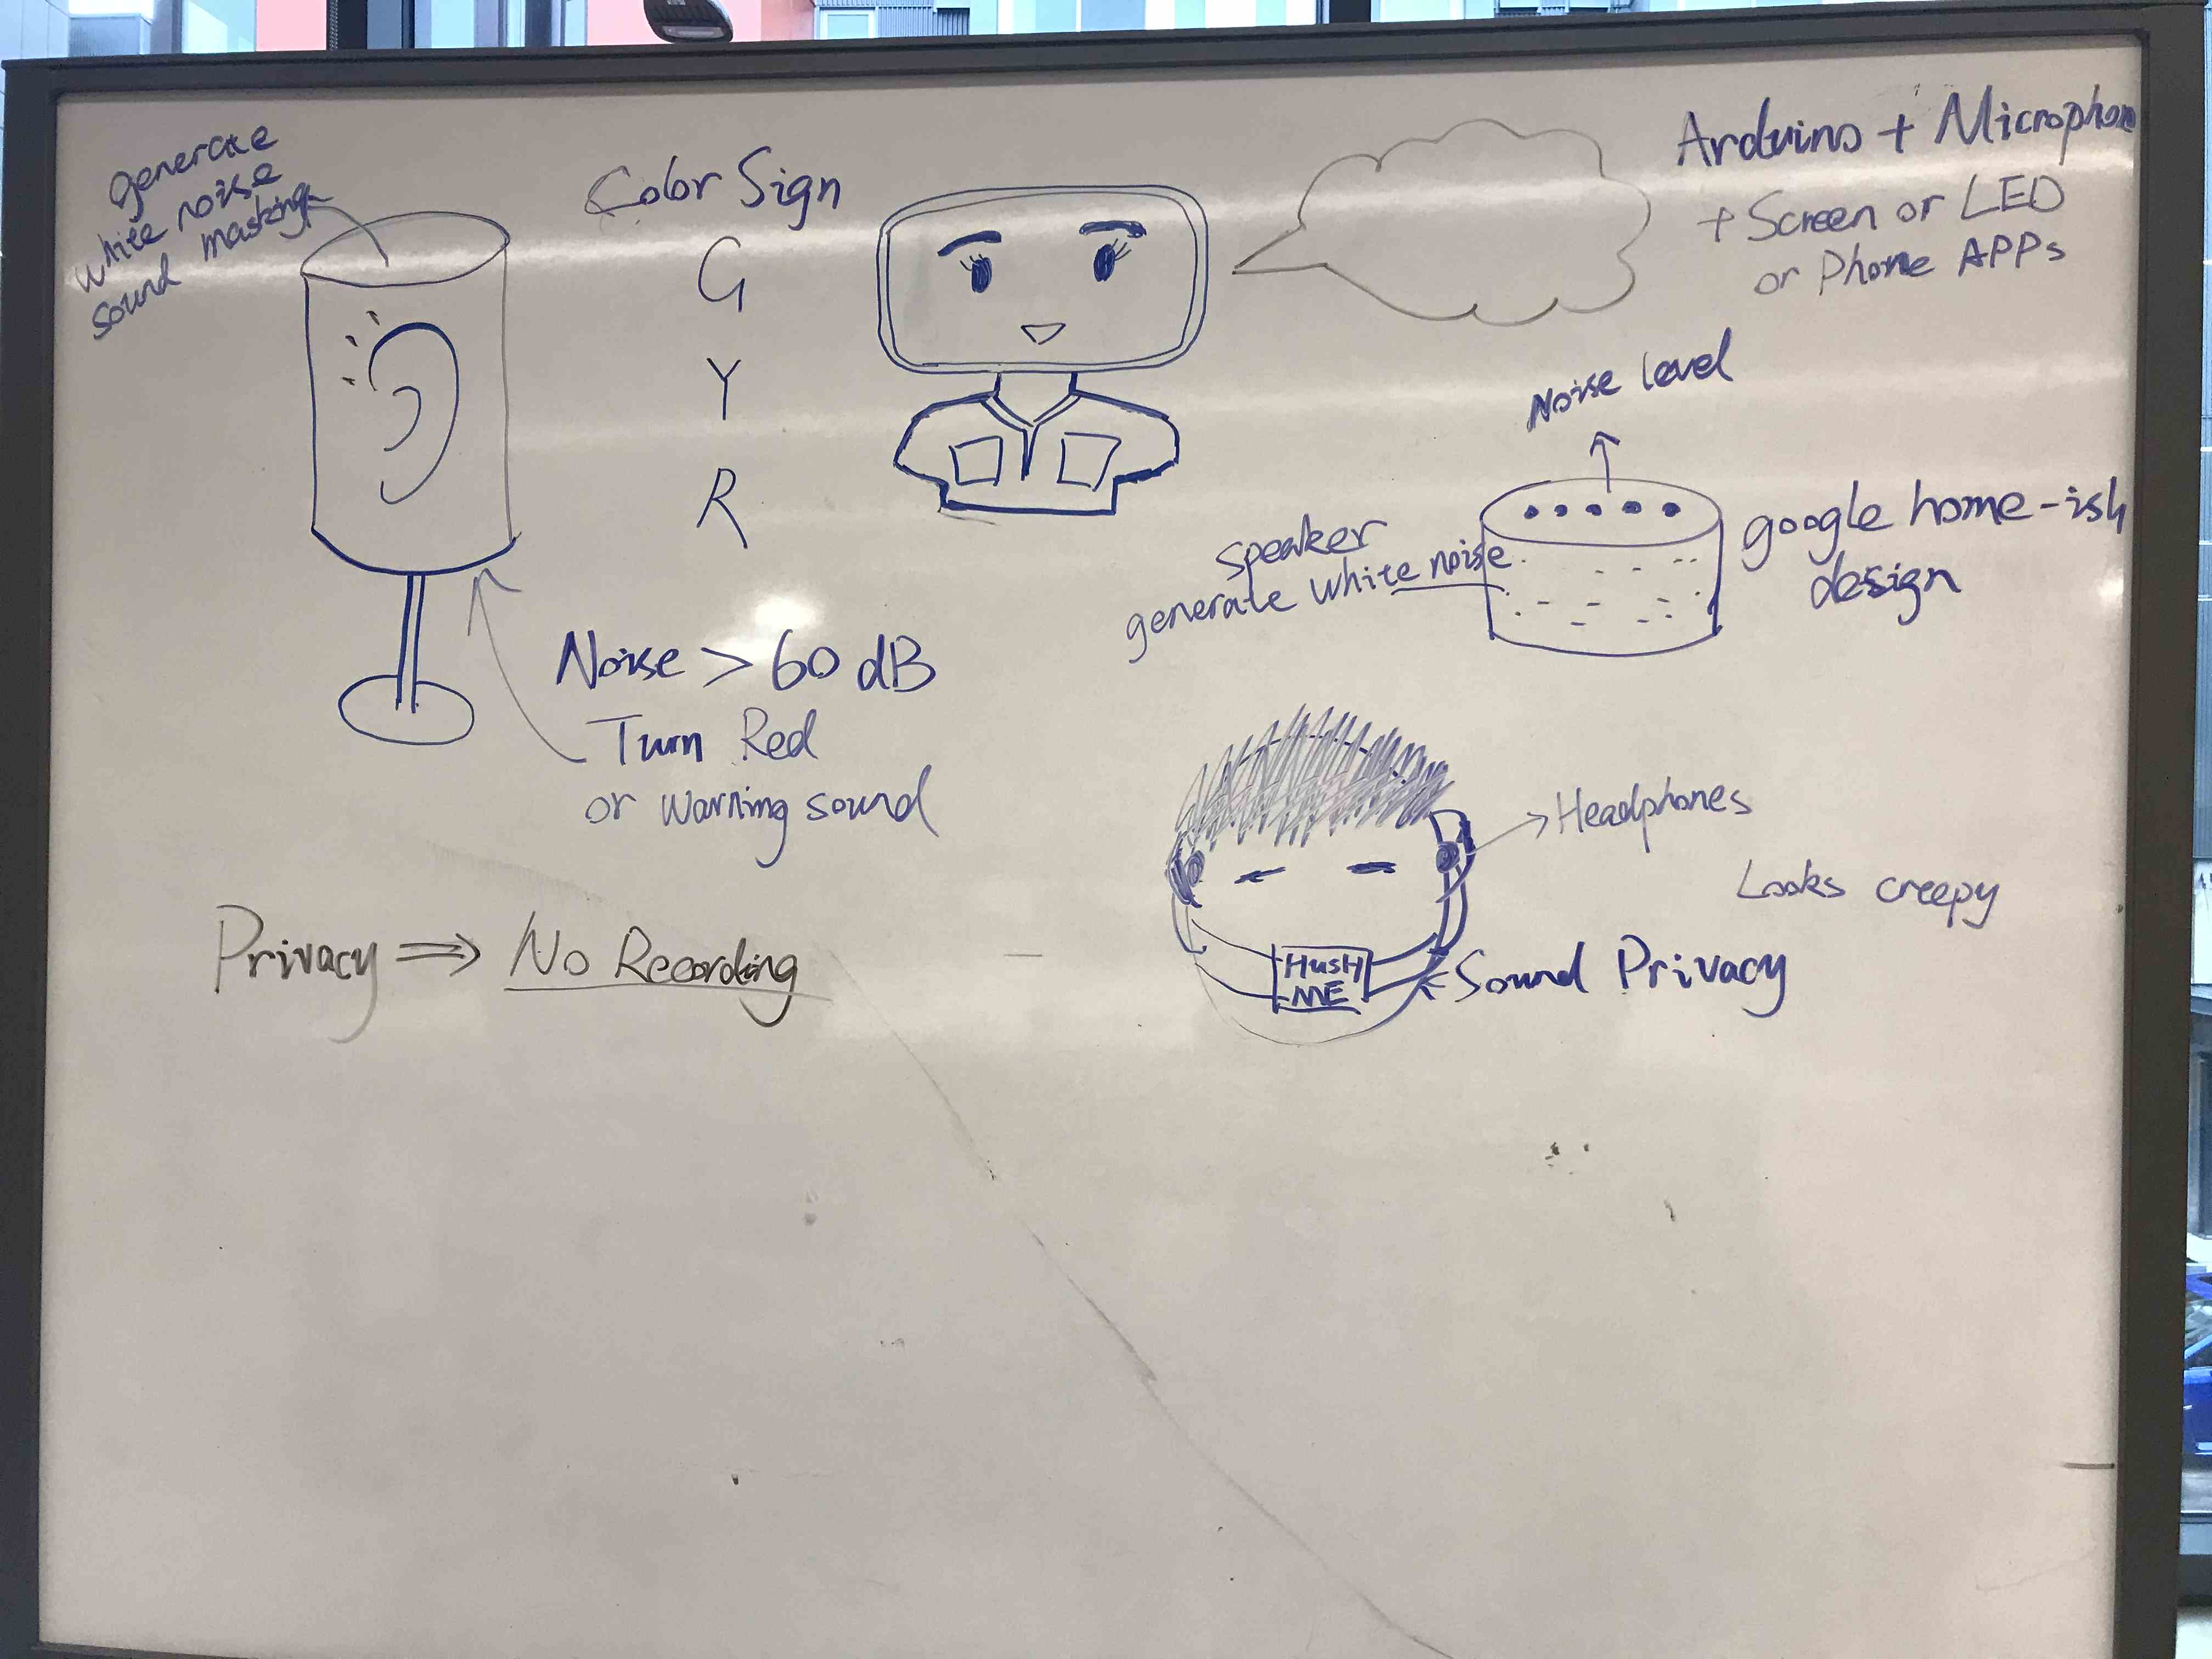 generate
white noise
sound masking
Color Sign
G
Y
R
Arduino + Microphone
+ Screen or LED
or Phone APPs
Noise level
speaker
generate white noise
google home-ish
design
Noise > 60 dB
Turn Red
or warning sound
Headphones
Looks creepy
Privacy ⇒ No Recording
HusH
ME
Sound Privacy